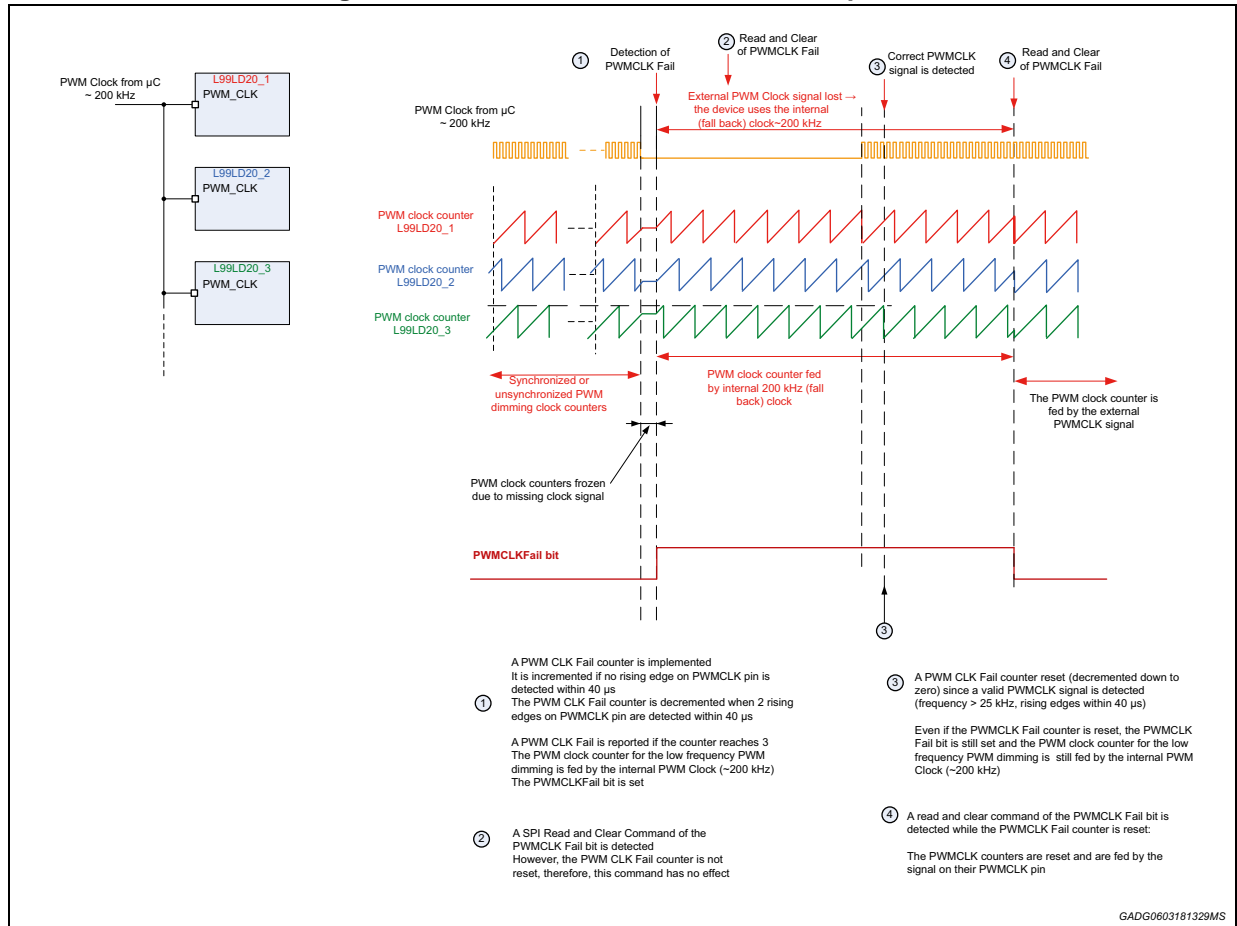 L99LD20_1
PWM_CLK
PWM Clock from µC
~ 200 kHz
L99LD20_2
PWM_CLK
L99LD20_3
PWM_CLK
1
Detection of
PWMCLK Fail
2
Read and Clear
of PWMCLK Fail
3
Correct PWMCLK
signal is detected
4
Read and Clear
of PWMCLK Fail
PWM Clock from µC
~ 200 kHz
External PWM Clock signal lost →
the device uses the internal
(fall back) clock~200 kHz
PWM clock counter
L99LD20_1
PWM clock counter
L99LD20_2
PWM clock counter
L99LD20_3
Synchronized or
unsynchronized PWM
dimming clock counters
PWM clock counter fed
by internal 200 kHz (fall
back) clock
The PWM clock counter is
fed by the external
PWMCLK signal
PWM clock counters frozen
due to missing clock signal
PWMCLKFail bit
3
1
A PWM CLK Fail counter is implemented
It is incremented if no rising edge on PWMCLK pin is
detected within 40 µs
The PWM CLK Fail counter is decremented when 2 rising
edges on PWMCLK pin are detected within 40 µs
A PWM CLK Fail is reported if the counter reaches 3
The PWM clock counter for the low frequency PWM
dimming is fed by the internal PWM Clock (~200 kHz)
The PWMCLKFail bit is set
2
A SPI Read and Clear Command of the
PWMCLK Fail bit is detected
However, the PWM CLK Fail counter is not
reset, therefore, this command has no effect
3
A PWM CLK Fail counter reset (decremented down to
zero) since a valid PWMCLK signal is detected
(frequency > 25 kHz, rising edges within 40 µs)
Even if the PWMCLK Fail counter is reset, the PWMCLK
Fail bit is still set and the PWM clock counter for the low
frequency PWM dimming is still fed by the internal PWM
Clock (~200 kHz)
4
A read and clear command of the PWMCLK Fail bit is
detected while the PWMCLK Fail counter is reset:
The PWMCLK counters are reset and are fed by the
signal on their PWMCLK pin
GADG0603181329MS